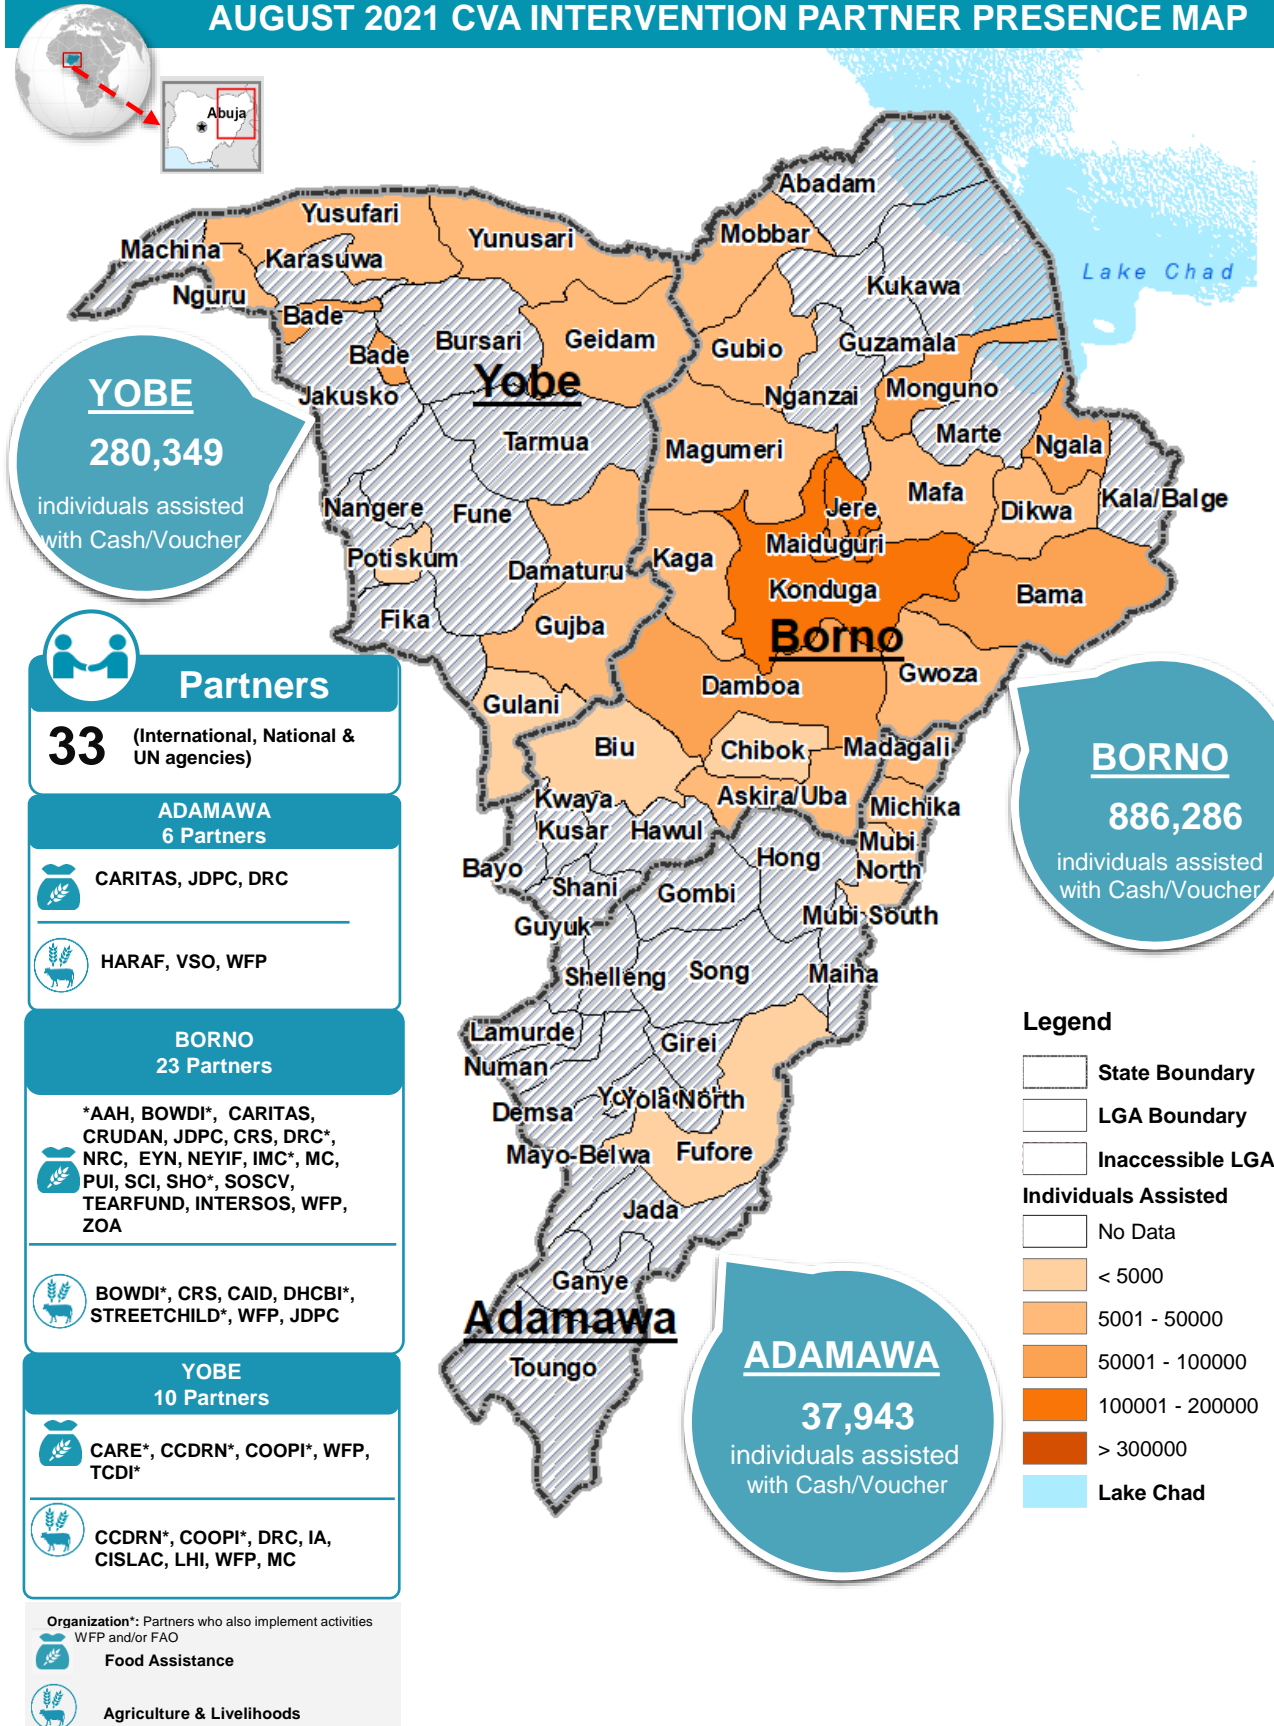 AUGUST 2021 CVA INTERVENTION PARTNER PRESENCE MAP
Abuja
Lake Chad
Abadam
Yusufari
Mobbar
Yunusari
Machina
Karasuwa
Kukawa
Nguru
Bade
Bursari
Geidam
Gubio
Guzamala
Bade
Yobe
Jakusko
Nganzai
Monguno
Tarmua
Magumeri
Marte
Ngala
Mafa
Dikwa
Kala/Balge
Nangere
Fune
Jere
Maiduguri
Potiskum
Damaturu
Kaga
Konduga
Bama
Fika
Gujba
Borno
Gwoza
Damboa
Gulani
Biu
Chibok
Madagali
Kwaya
Kusar
Askira/Uba
Michika
Hawul
Mubi
North
Bayo
Shani
Hong
Gombi
Mubi South
Guyuk
Shelleng
Song
Maiha
Lamurde
Girei
Numan
Yola North
Demsa
Mayo-Belwa
Fufore
Jada
Ganye
Adamawa
Toungo
YOBE
280,349
individuals assisted
with Cash/Voucher
BORNO
886,286
individuals assisted
with Cash/Voucher
ADAMAWA
37,943
individuals assisted
with Cash/Voucher
Partners
33
(International, National &
UN agencies)
ADAMAWA
6 Partners
CARITAS, JDPC, DRC
HARAF, VSO, WFP
BORNO
23 Partners
*AAH, BOWDI*, CARITAS,
CRUDAN, JDPC, CRS, DRC*,
NRC, EYN, NEYIF, IMC*, MC,
PUI, SCI, SHO*, SOSCV,
TEARFUND, INTERSOS, WFP,
ZOA
BOWDI*, CRS, CAID, DHCBI*,
STREETCHILD*, WFP, JDPC
YOBE
10 Partners
CARE*, CCDRN*, COOPI*, WFP,
TCDI*
CCDRN*, COOPI*, DRC, IA,
CISLAC, LHI, WFP, MC
Organization*: Partners who also implement activities
WFP and/or FAO
Food Assistance
Agriculture & Livelihoods
Legend
State Boundary
LGA Boundary
Inaccessible LGA
Individuals Assisted
No Data
< 5000
5001 - 50000
50001 - 100000
100001 - 200000
> 300000
Lake Chad